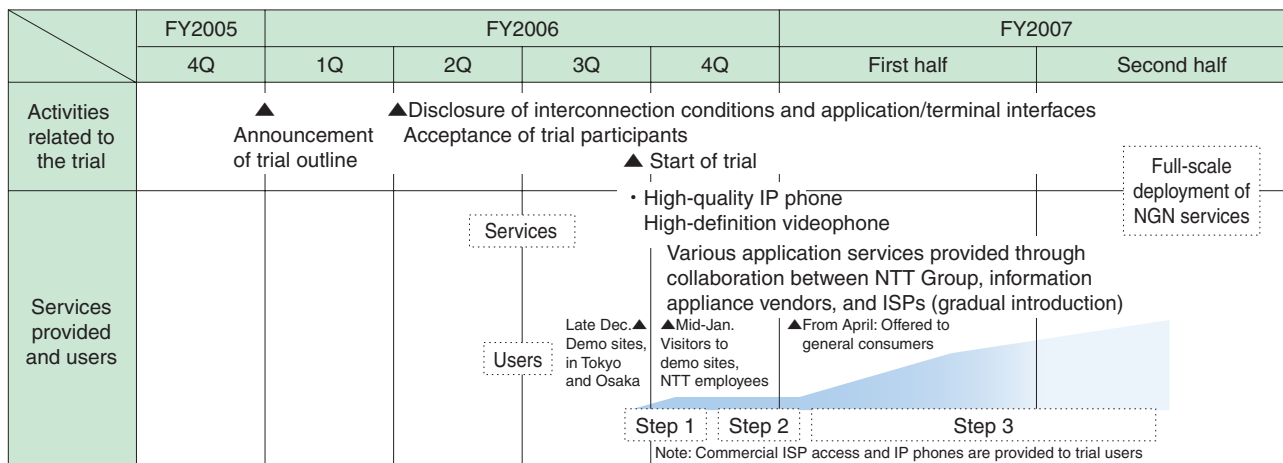 FY2005
FY2006
FY2007
4Q
1Q
2Q
3Q
4Q
First half
Second half
Activities
related to
the trial
▲
Announcement
of trial outline
▲Disclosure of interconnection conditions and application/terminal interfaces
Acceptance of trial participants
▲ Start of trial
Full-scale
deployment of
NGN services
Services
provided
and users
Services
・High-quality IP phone
High-definition videophone
Various application services provided through
collaboration between NTT Group, information
appliance vendors, and ISPs (gradual introduction)
Users
Late Dec.▲
Demo sites,
in Tokyo
and Osaka
▲Mid-Jan.
Visitors to
demo sites,
NTT employees
▲From April: Offered to
general consumers
Step 1
Step 2
Step 3
Note: Commercial ISP access and IP phones are provided to trial users